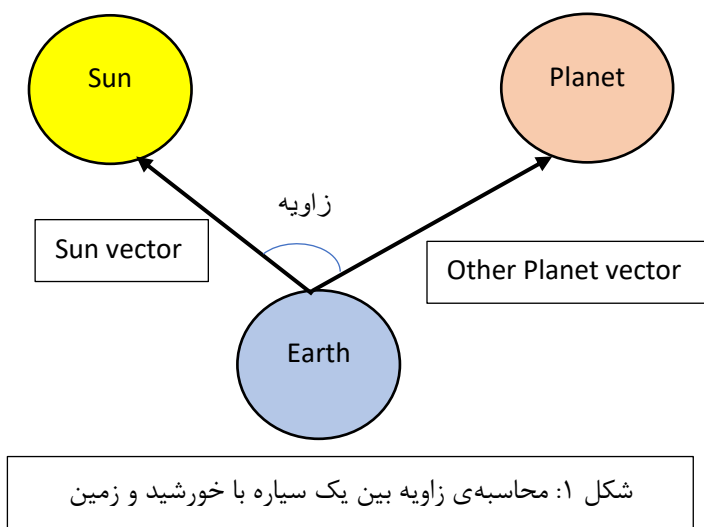 Sun
Planet
زاویه
Sun vector
Other Planet vector
Earth
شکل ۱: محاسبه‌ی زاویه بین یک سیاره با خورشید و زمین